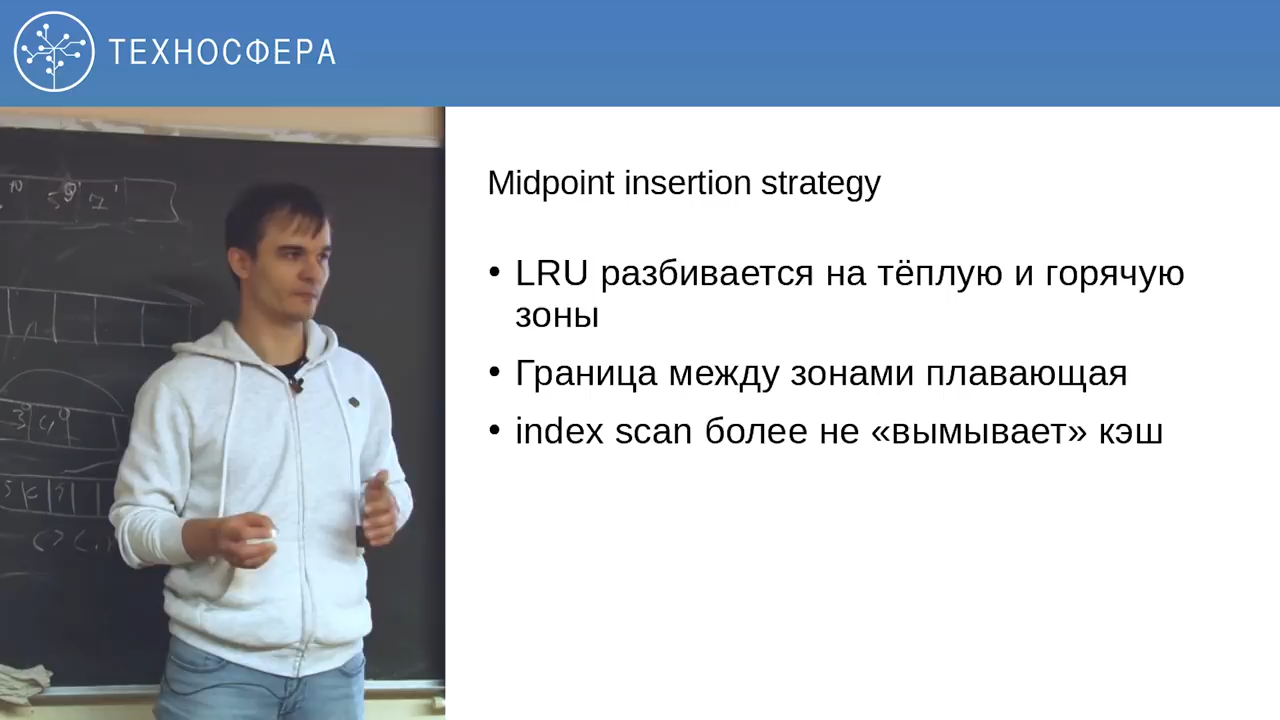 ТЕХНОСФЕРА
Midpoint insertion strategy
• LRU разбивается на тёплую и горячую
зоны
• Граница между зонами плавающая
• index scan более не «вымывает» кэш